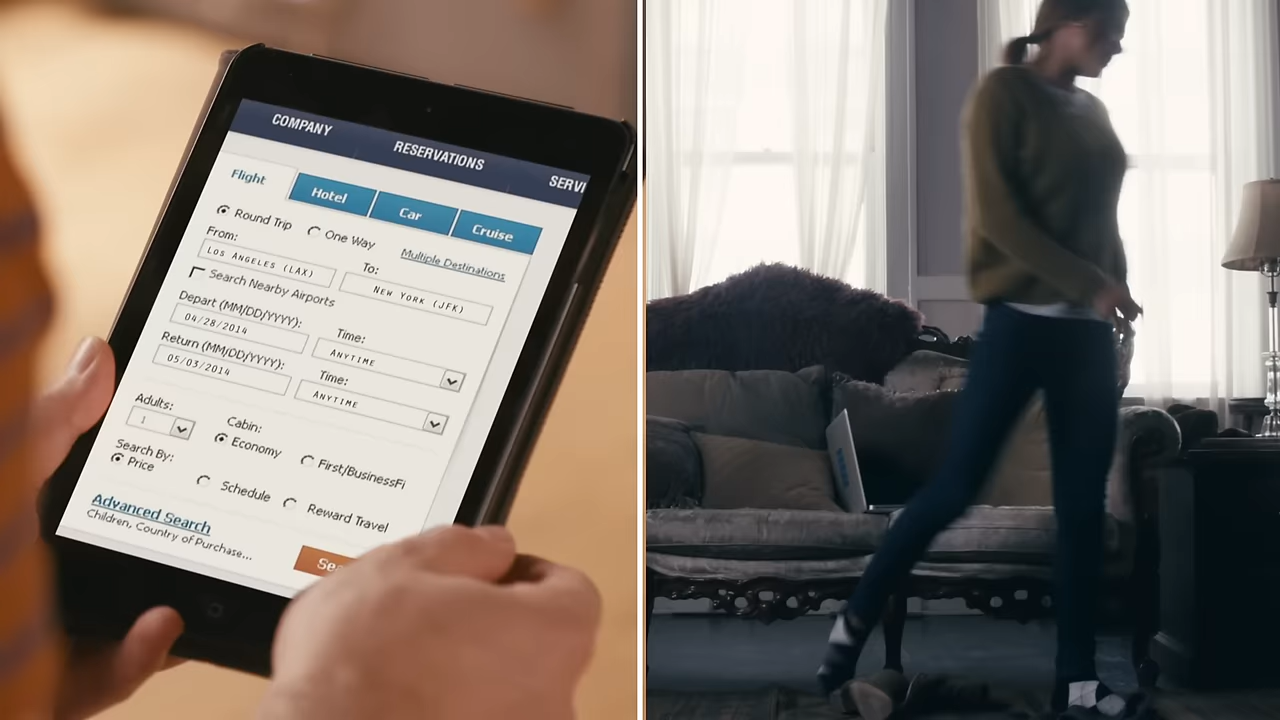 COMPANY
RESERVATIONS
SERVI
Flight
Hotel
Car
Cruise
Round Trip
One Way
Multiple Destinations
From:
To:
LOS ANGELES (LAX)
NEW YORK (JFK)
Search Nearby Airports
Depart (MM/DD/YYYY):
Time:
04/28/2014
ANYTIME
Return (MM/DD/YYYY):
Time:
05/03/2014
ANYTIME
Adults:
Cabin:
1
Economy
First/BusinessFi
Search By:
Price
Schedule
Reward Travel
Advanced Search
Children, Country of Purchase...
Sea